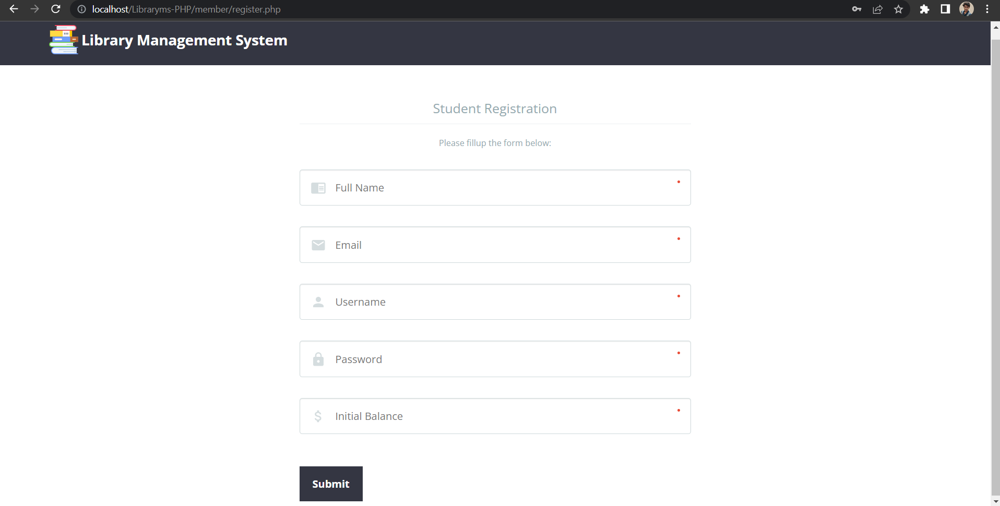 localhost/Libraryms-PHP/member/register.php
Library Management System
Student Registration
Please fillup the form below:
Full Name
Email
Username
Password
$ Initial Balance
Submit